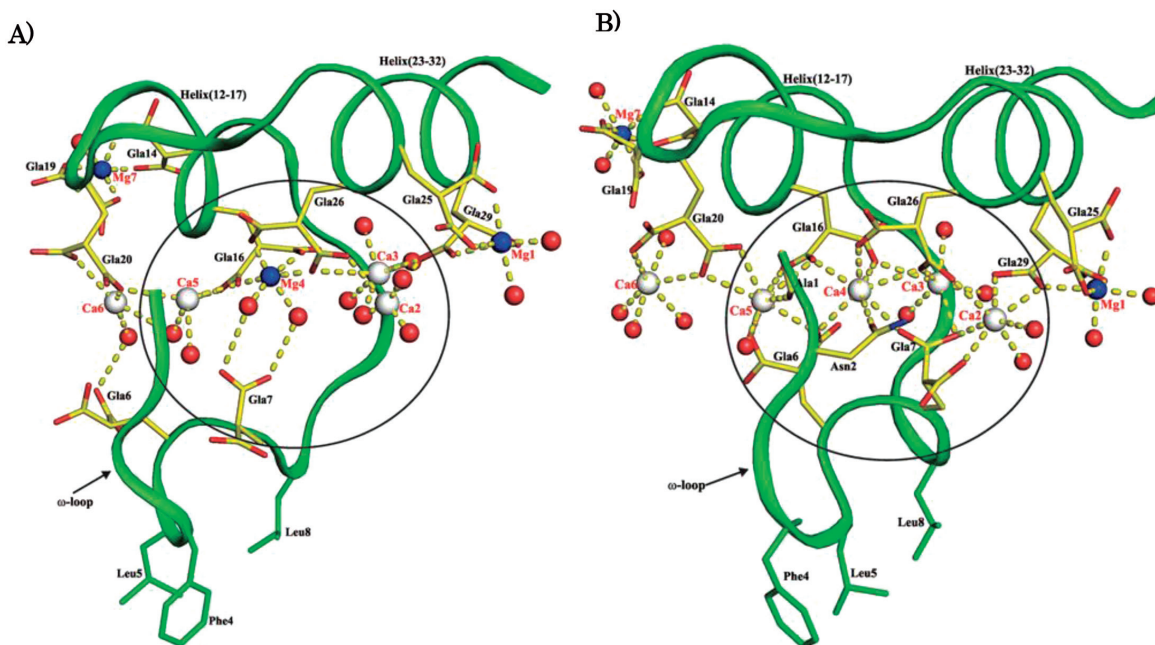 A)
Helix(23-32)
Helix(12-17)
Gla14
Gla19
Mg7
Gla26
Gla25
Gla29
Gla16
Mg1
Ca3
Gla20
Ca5
Mg4
Ca6
Ca2
Gla6
Gla7
ω-loop
Leu8
Leu5
Phe4
B)
Helix(12-17)
Helix(23-32)
Gla14
Mg7
Gla19
Gla26
Gla20
Gla16
Gla25
Gla29
Ca6
Ala1
Ca4
Ca3
Mg1
Ca5
Ca2
Gla7
Gla6
Asn2
ω-loop
Leu8
Phe4
Leu5